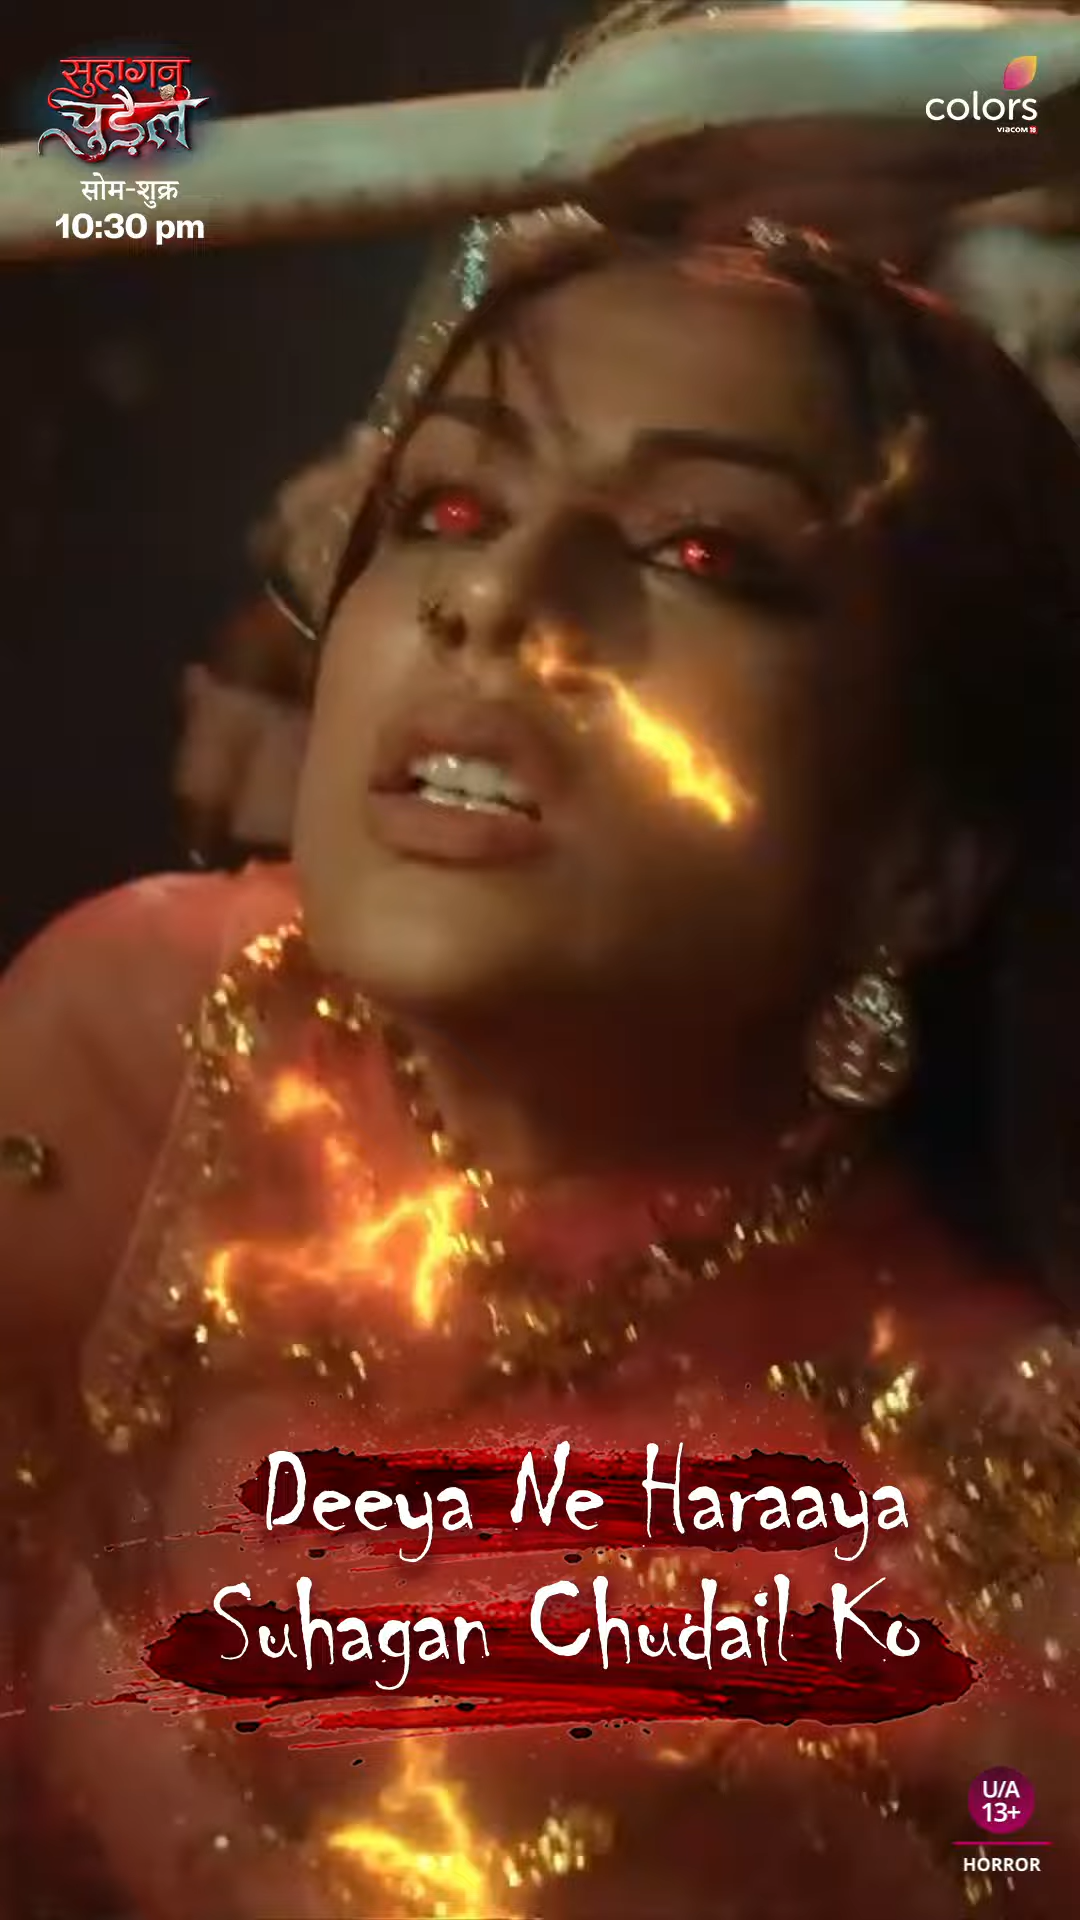 सुहागन
चुड़ैल
सोम-शुक्र
10:30 pm
colors
VIACOM18
Deeya Ne Haraaya
Suhagan Chudail Ko
U/A
13+
HORROR